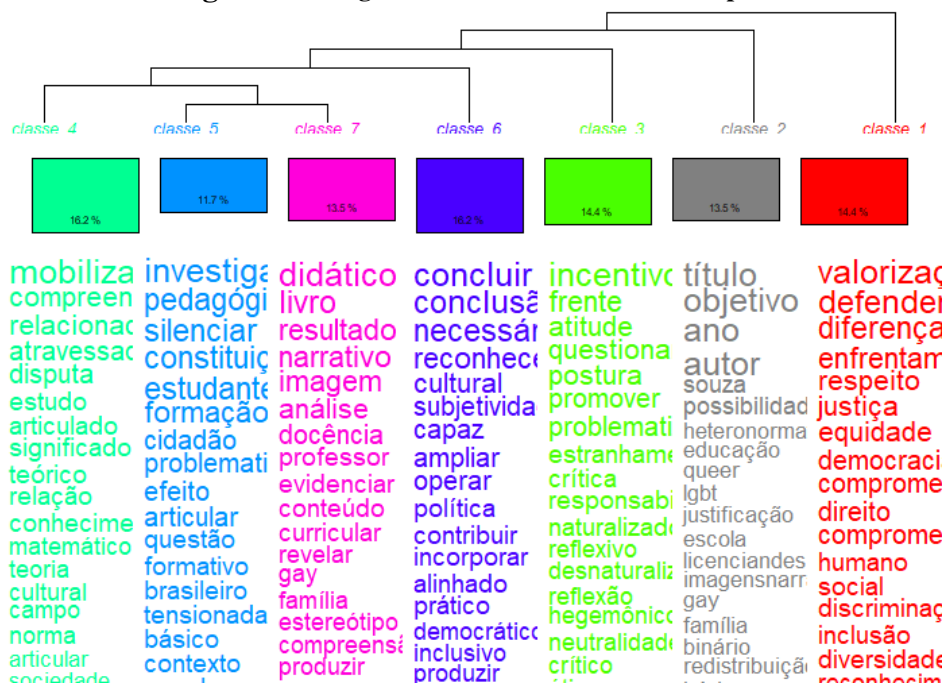 classe 4
classe 5
classe 7
classe 6
classe 3
classe 2
classe 1
16.2 %
11.7 %
13.5 %
16.2 %
14.4 %
13.5 %
14.4 %
mobiliza
compreen
relacionac
atravessac
disputa
estudo
articulado
significado
teórico
relação
conhecime
matemático
teoria
cultural
campo
norma
articular
sociedade
investiga
pedagógi
silenciar
constituiç
estudante
formação
cidadão
problemati
efeito
articular
questão
formativo
brasileiro
tensionada
básico
contexto
didático
livro
resultado
narrativo
imagem
análise
docência
professor
evidenciar
conteúdo
curricular
revelar
gay
família
estereótipo
compreensã
produzir
concluir
conclusã
necessár
reconhece
cultural
subjetivida
capaz
ampliar
operar
política
contribuir
incorporar
alinhado
prático
democrático
inclusivo
produzir
incentivo
frente
atitude
questiona
postura
promover
problemati
estranhame
crítica
responsabi
naturalizado
reflexivo
desnaturaliz
reflexão
hegemônico
neutralidade
crítico
título
objetivo
ano
autor
souza
possibilidad
heteronorma
educação
queer
lgbt
justificação
escola
licenciandes
imagensnarr
gay
família
binário
redistribuiçã
valorizaç
defender
diferença
enfrentam
respeito
justiça
equidade
democraci
comprome
direito
comprome
humano
social
discriminaç
inclusão
diversidade
reconhecim